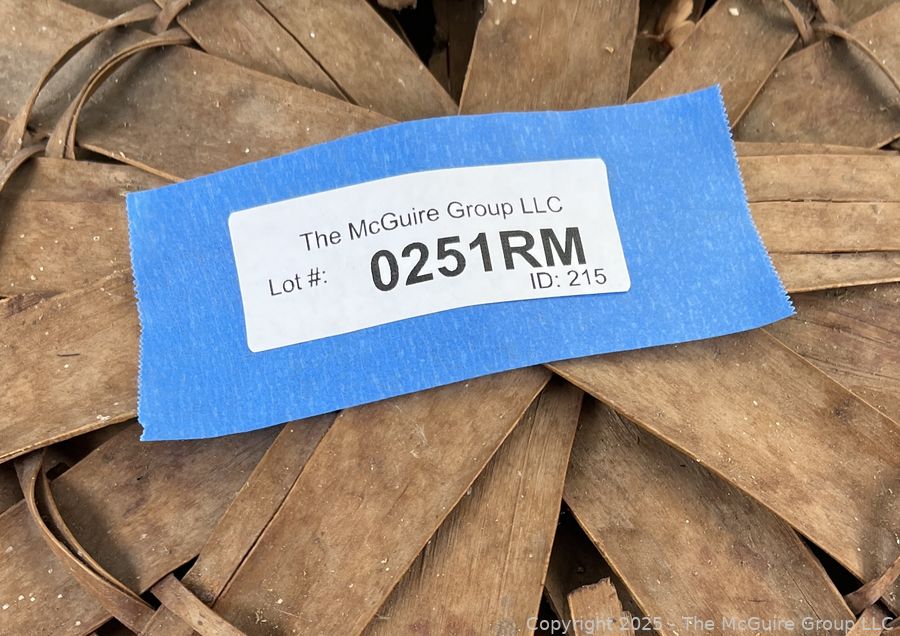 The McGuire Group LLC
Lot #: 0251RM
ID: 215
Copyright 2025 - The McGuire Group LLC